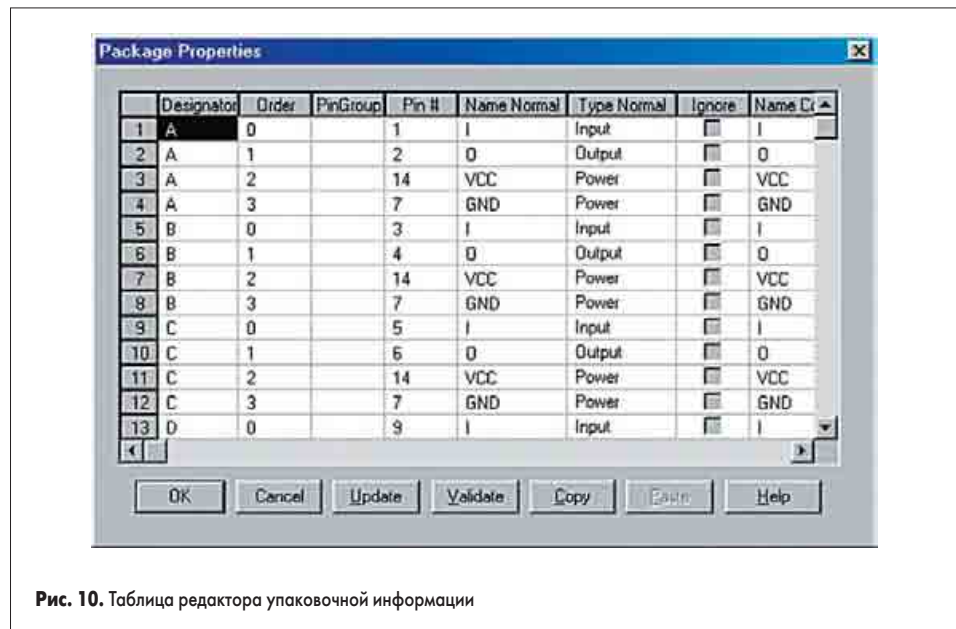 Package Properties
Designator Order PinGroup Pin # Name Normal Type Normal Ignore Name Co
1 A 0 1 I Input I
2 A 1 2 O Output O
3 A 2 14 VCC Power VCC
4 A 3 7 GND Power GND
5 B 0 3 I Input I
6 B 1 4 O Output O
7 B 2 14 VCC Power VCC
8 B 3 7 GND Power GND
9 C 0 5 I Input I
10 C 1 6 O Output O
11 C 2 14 VCC Power VCC
12 C 3 7 GND Power GND
13 D 0 9 I Input I
OK Cancel Update Validate Copy Paste Help
Рис. 10. Таблица редактора упаковочной информации